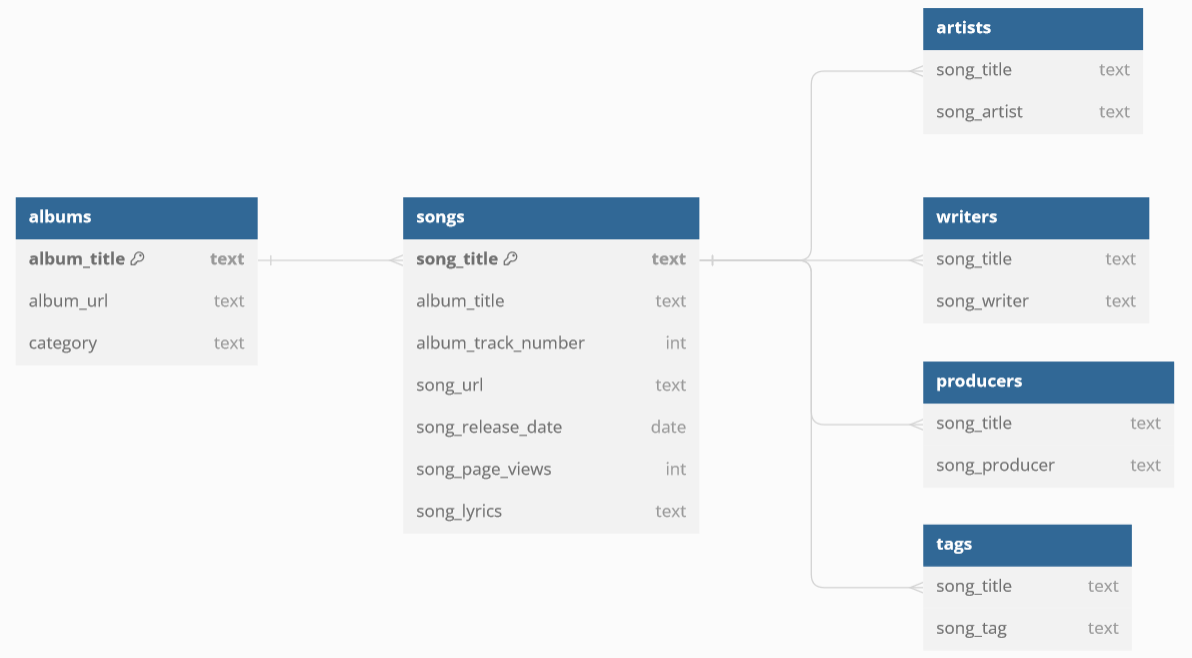 albums
album_title text
album_url text
category text
songs
song_title text
album_title text
album_track_number int
song_url text
song_release_date date
song_page_views int
song_lyrics text
artists
song_title text
song_artist text
writers
song_title text
song_writer text
producers
song_title text
song_producer text
tags
song_title text
song_tag text